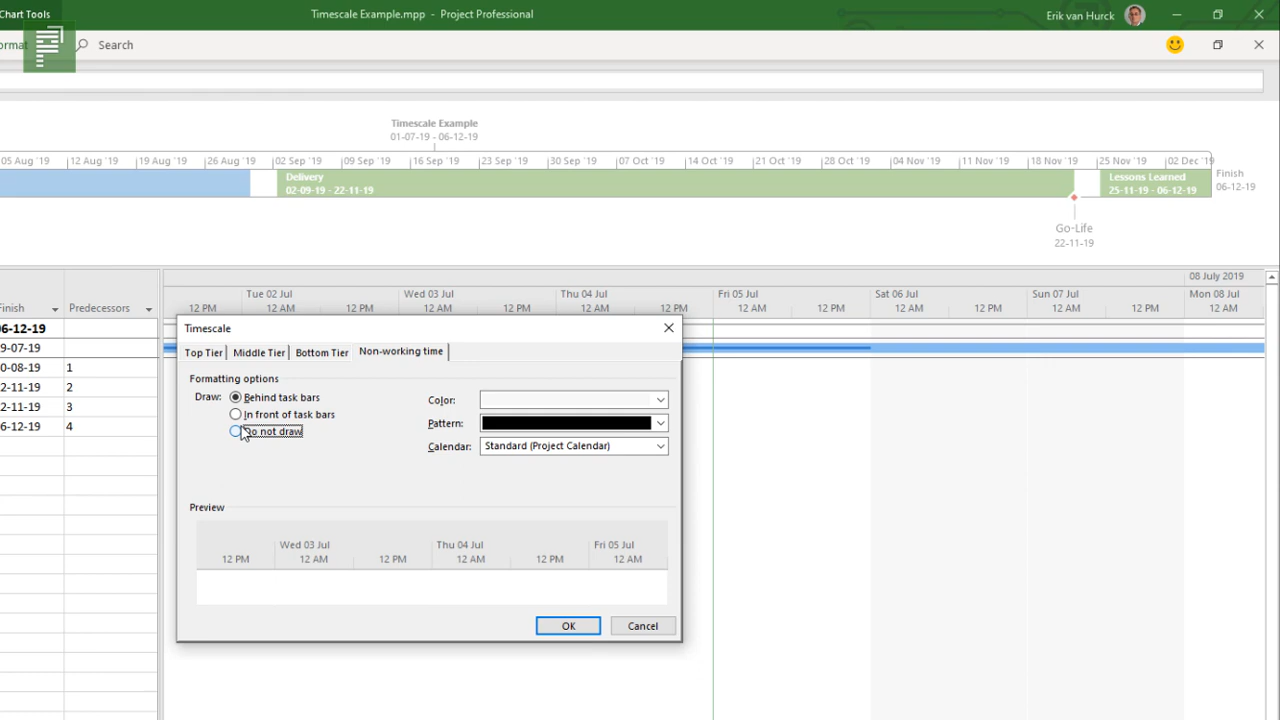 Chart Tools
Timescale Example.mpp - Project Professional
Erik van Hurck
Format
Search
Timescale Example
01-07-19 - 06-12-19
05 Aug '19 12 Aug '19 19 Aug '19 26 Aug '19 02 Sep '19 09 Sep '19 16 Sep '19 23 Sep '19 30 Sep '19 07 Oct '19 14 Oct '19 21 Oct '19 28 Oct '19 04 Nov '19 11 Nov '19 18 Nov '19 25 Nov '19 02 Dec '19
Delivery
02-09-19 - 22-11-19
Lessons Learned
25-11-19 - 06-12-19
Finish
06-12-19
Go-Life
22-11-19
08 July 2019
Tue 02 Jul Wed 03 Jul Thu 04 Jul Fri 05 Jul Sat 06 Jul Sun 07 Jul Mon 08 Jul
Finish Predecessors 12 PM 12 AM 12 PM 12 AM 12 PM 12 AM 12 PM 12 AM 12 PM 12 AM 12 PM 12 AM 12 PM 12 AM
06-12-19
9-07-19
0-08-19 1
2-11-19 2
2-11-19 3
6-12-19 4
Timescale
Top Tier Middle Tier Bottom Tier Non-working time
Formatting options
Draw: Behind task bars
In front of task bars
Do not draw
Color:
Pattern:
Calendar: Standard (Project Calendar)
Preview
Wed 03 Jul Thu 04 Jul Fri 05 Jul
12 PM 12 AM 12 PM 12 AM 12 PM 12 AM
OK Cancel